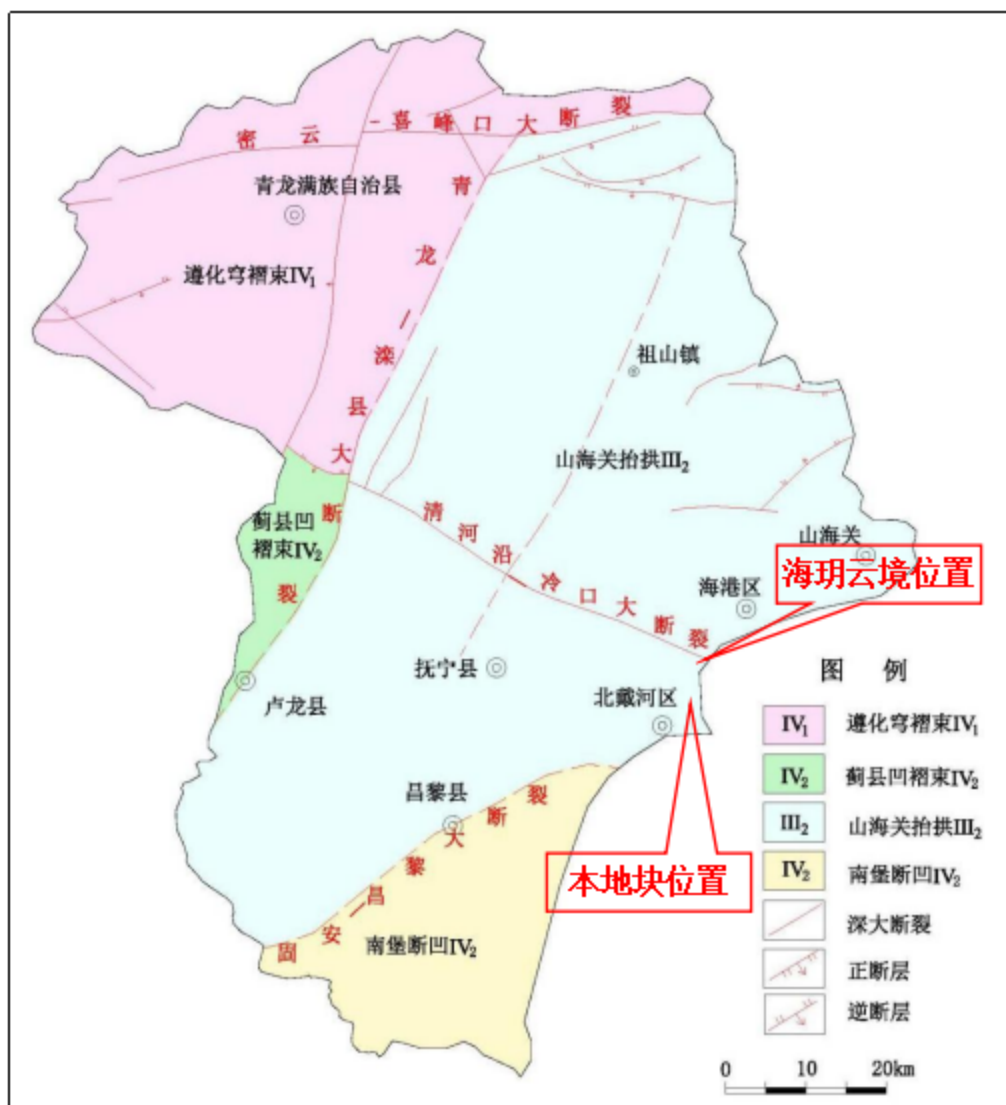 密云-喜峰口大断裂
青龙满族自治县
遵化穹褶束IV₁
青龙—滦县大断裂
祖山镇
山海关抬拱III₂
蓟县凹
褶束IV₂
清河沿—冷口大断裂
山海关
海玥云境位置
海港区
抚宁县
卢龙县
北戴河区
昌黎县
本地块位置
固安—昌黎大断裂
南堡断凹IV₂
图 例
IV₁ 遵化穹褶束IV₁
IV₂ 蓟县凹褶束IV₂
III₂ 山海关抬拱III₂
IV₂ 南堡断凹IV₂
深大断裂
正断层
逆断层
0 10 20km